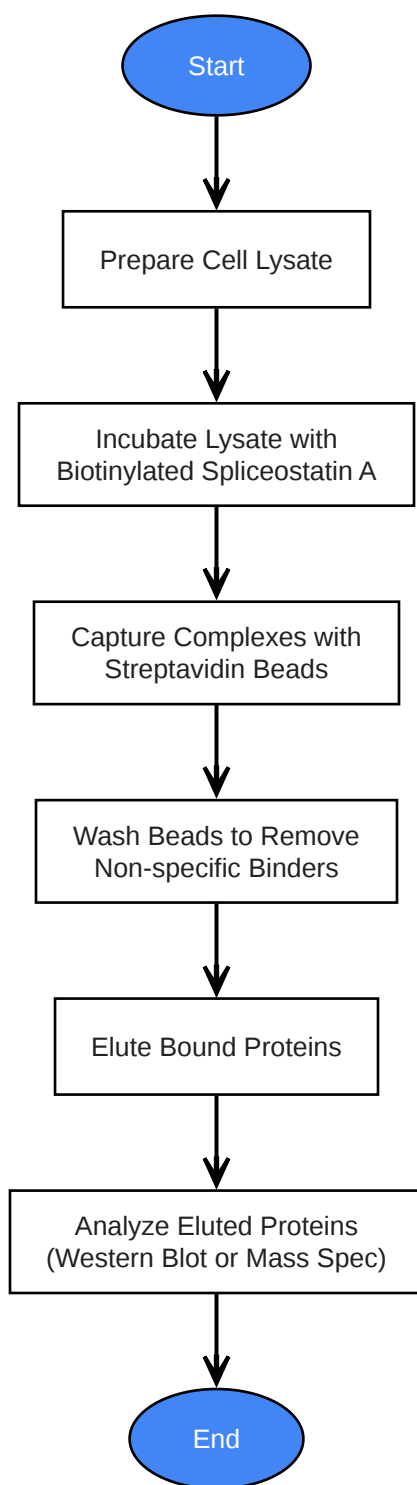 Start
Prepare Cell Lysate
Incubate Lysate with
Biotinylated Spliceostatin A
Capture Complexes with
Streptavidin Beads
Wash Beads to Remove
Non-specific Binders
Elute Bound Proteins
Analyze Eluted Proteins
(Western Blot or Mass Spec)
End